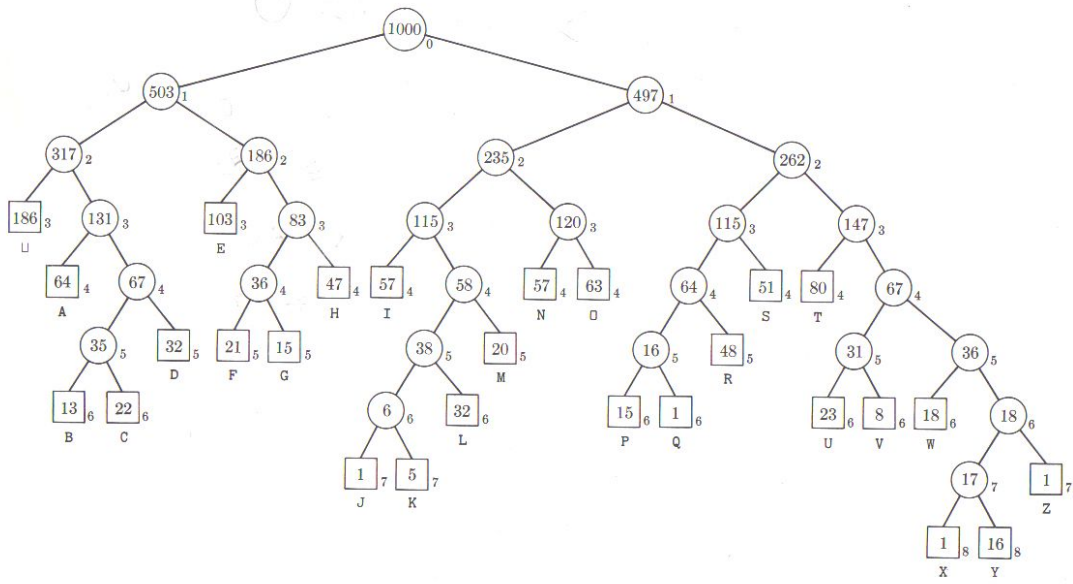 1000 0
503 1 497 1
317 2 186 2 235 2 262 2
186 3 131 3 103 3 83 3 115 3 120 3 115 3 147 3
␣ E
64 4 67 4 36 4 47 4 57 4 58 4 57 4 63 4 64 4 51 4 80 4 67 4
A H I N O S T
35 5 32 5 21 5 15 5 38 5 20 5 16 5 48 5 31 5 36 5
D F G M R
13 6 22 6 6 6 32 6 15 6 1 6 23 6 8 6 18 6 18 6
B C L P Q U V W
1 7 5 7 17 7 1 7
J K Z
1 8 16 8
X Y